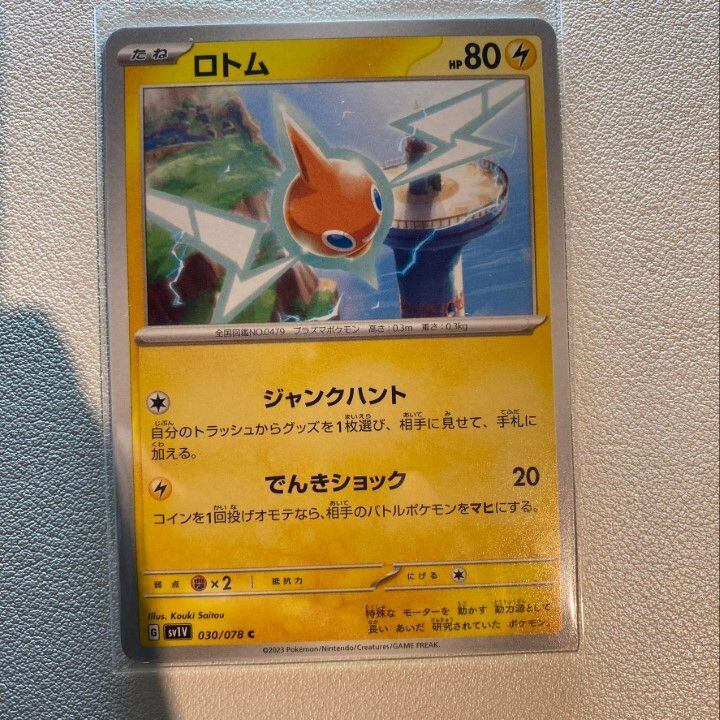 たね ロトム HP80
全国図鑑NO.0479 プラズマポケモン 高さ:0.3m 重さ:0.3kg
ジャンクハント
自分のトラッシュからグッズを1枚選び、相手に見せて、手札に
加える。
でんきショック 20
コインを1回投げオモテなら、相手のバトルポケモンをマヒにする。
弱点 ×2 抵抗力 にげる
Illus. Kouki Saitou
特殊な モーターを 動かす 動力源として
長い あいだ 研究されていた ポケモン。
G sv1V 030/078 C
©2023 Pokémon/Nintendo/Creatures/GAME FREAK.